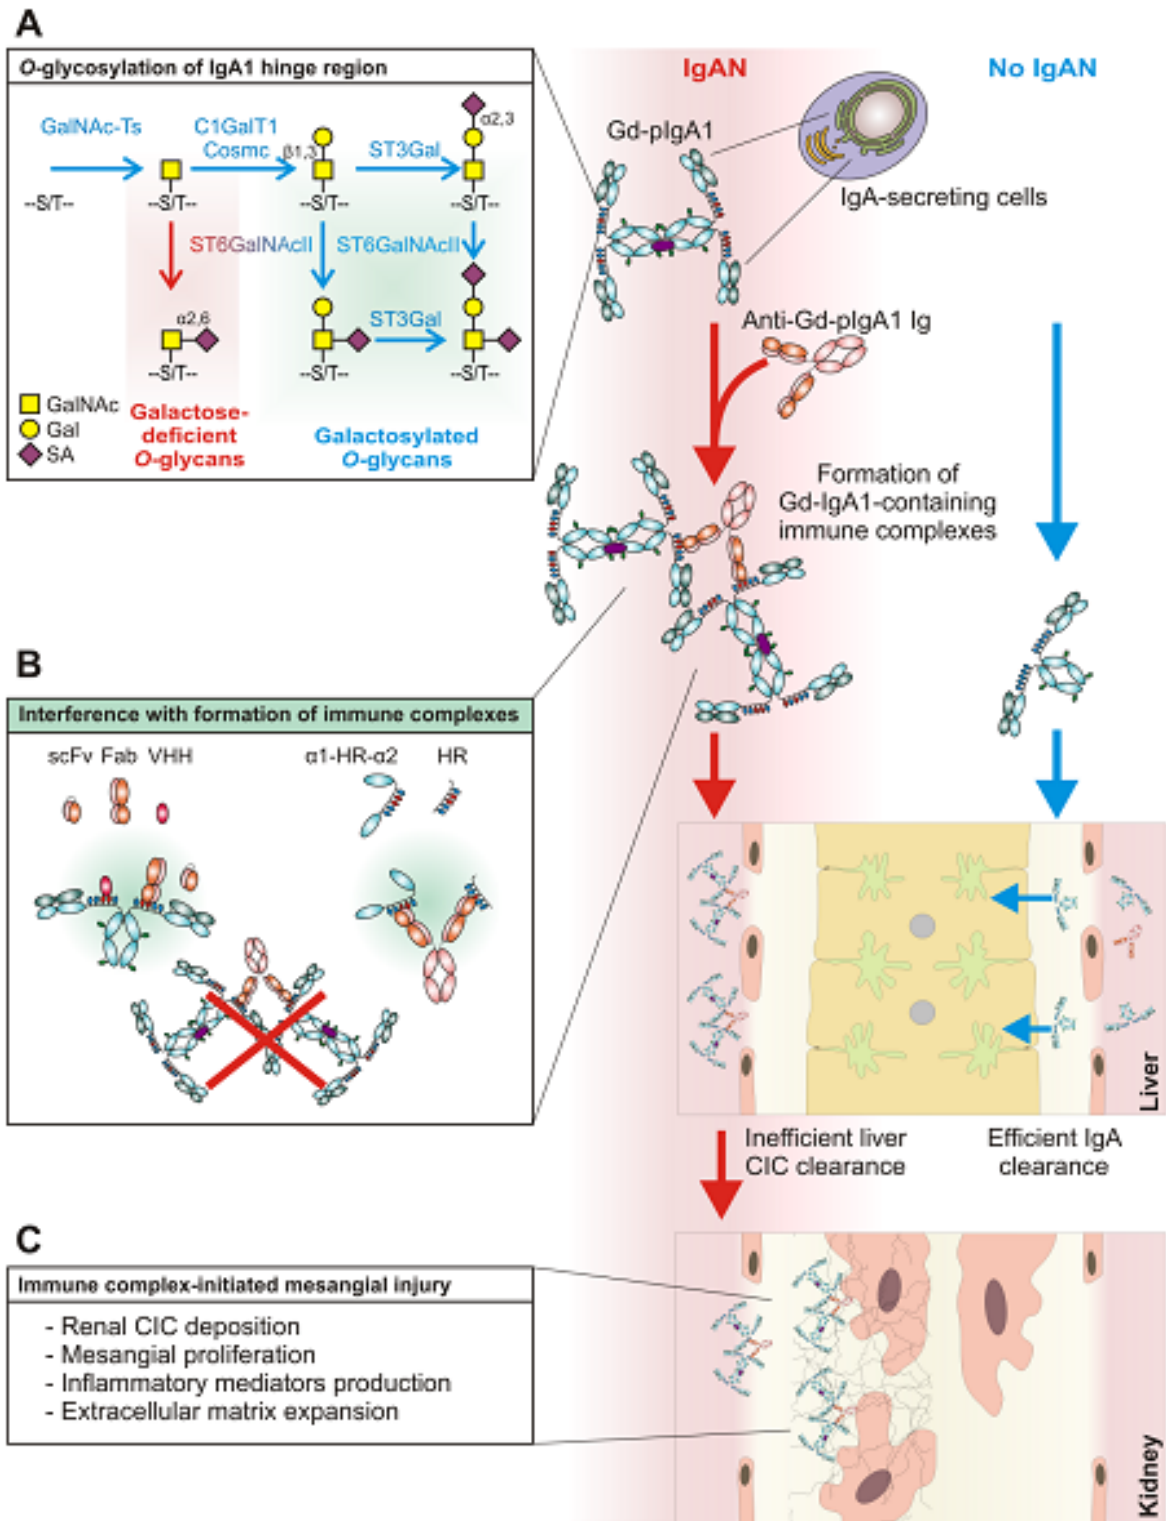 A
O-glycosylation of IgA1 hinge region
GalNAc-Ts
C1GalT1
Cosmc
β1,3
ST3Gal
α2,3
--S/T--
--S/T--
--S/T--
--S/T--
ST6GalNAcII
ST6GalNAcII
α2,6
ST3Gal
--S/T--
--S/T--
--S/T--
GalNAc
Gal
SA
Galactose-
deficient
O-glycans
Galactosylated
O-glycans
IgAN
No IgAN
Gd-pIgA1
IgA-secreting cells
Anti-Gd-pIgA1 Ig
Formation of
Gd-IgA1-containing
immune complexes
B
Interference with formation of immune complexes
scFv Fab VHH
α1-HR-α2
HR
Liver
Inefficient liver
CIC clearance
Efficient IgA
clearance
C
Immune complex-initiated mesangial injury
- Renal CIC deposition
- Mesangial proliferation
- Inflammatory mediators production
- Extracellular matrix expansion
Kidney